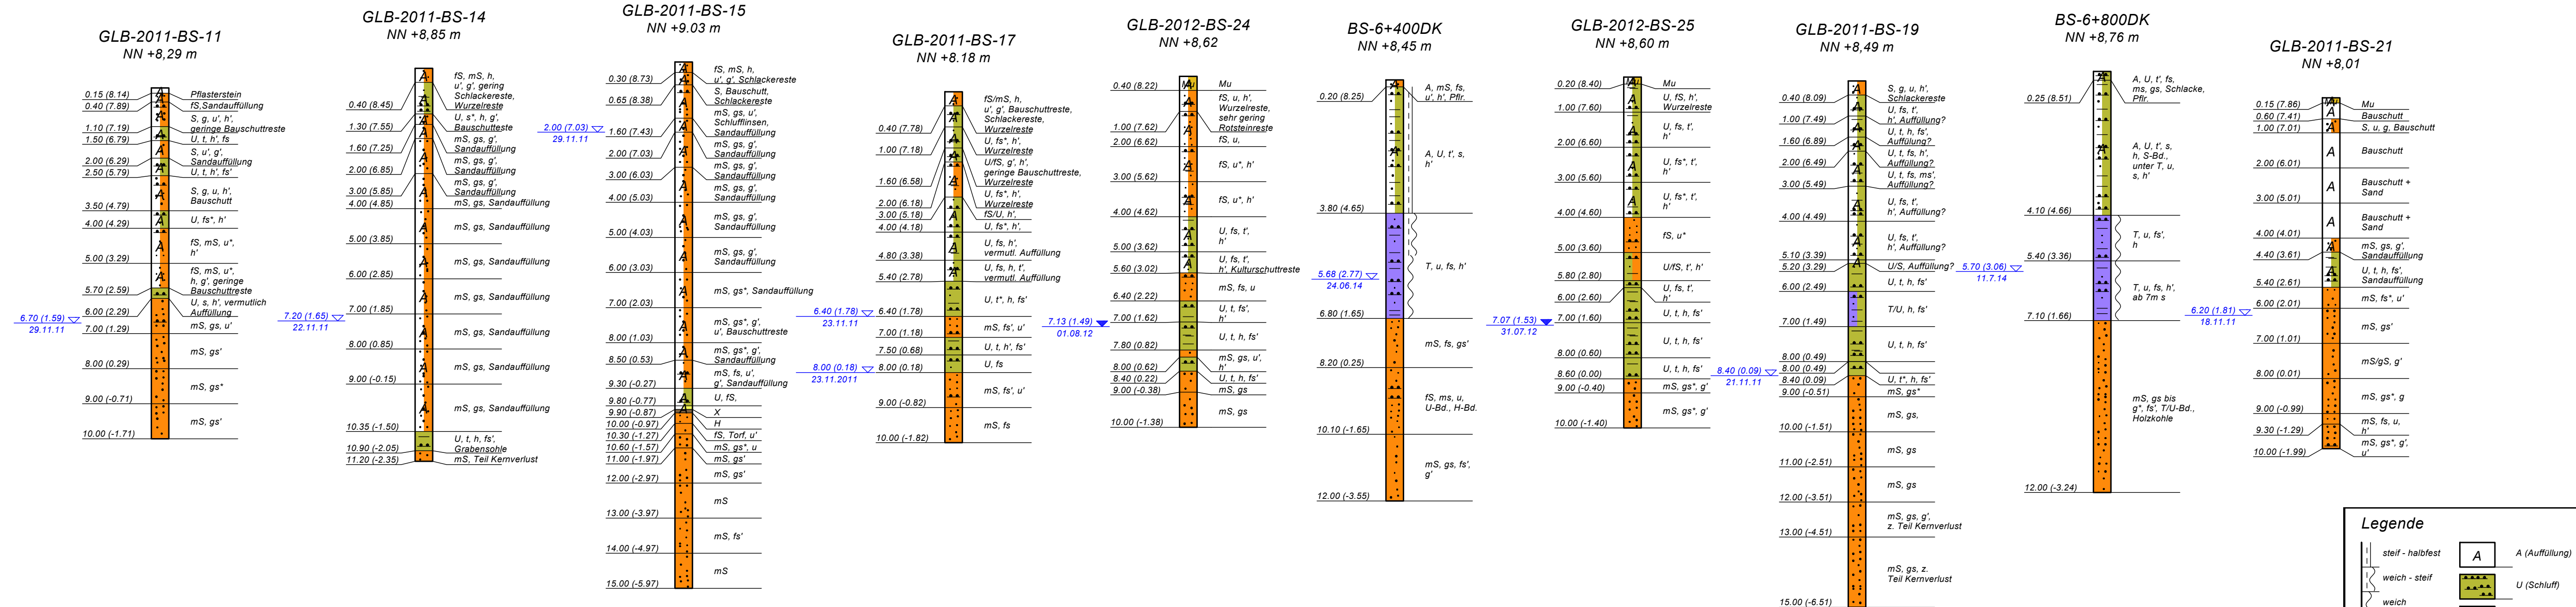 GLB-2011-BS-11
NN +8,29 m
0.15 (8.14)
0.40 (7.89)
1.10 (7.19)
1.50 (6.79)
2.00 (6.29)
2.50 (5.79)
3.50 (4.79)
4.00 (4.29)
5.00 (3.29)
5.70 (2.59)
6.00 (2.29)
6.70 (1.59)
29.11.11
7.00 (1.29)
8.00 (0.29)
9.00 (-0.71)
10.00 (-1.71)
Pflasterstein
fS,Sandauffüllung
S, g, u', h',
geringe Bauschuttreste
U, t, h', fs
S, u', g',
Sandauffüllung
U, t, h', fs'
S, g, u, h',
Bauschutt
U, fs*, h'
fS, mS, u*,
h'
fS, mS, u*,
h, g', geringe
Bauschuttreste
U, s, h', vermutlich
Auffüllung
mS, gs, u'
mS, gs'
mS, gs*
mS, gs'
GLB-2011-BS-14
NN +8,85 m
0.40 (8.45)
1.30 (7.55)
1.60 (7.25)
2.00 (6.85)
3.00 (5.85)
4.00 (4.85)
5.00 (3.85)
6.00 (2.85)
7.00 (1.85)
7.20 (1.65)
22.11.11
8.00 (0.85)
9.00 (-0.15)
10.35 (-1.50)
10.90 (-2.05)
11.20 (-2.35)
fS, mS, h,
u', g', gering
Schlackereste,
Wurzelreste
U, s*, h, g',
Bauschutteste
mS, gs, g'
Sandauffüllung
mS, gs, g',
Sandauffüllung
mS, gs, g',
Sandauffüllung
mS, gs, Sandauffüllung
mS, gs, Sandauffüllung
mS, gs, Sandauffüllung
mS, gs, Sandauffüllung
mS, gs, Sandauffüllung
mS, gs, Sandauffüllung
mS, gs, Sandauffüllung
U, t, h, fs',
Grabensohle
mS, Teil Kernverlust
GLB-2011-BS-15
NN +9.03 m
0.30 (8.73)
0.65 (8.38)
2.00 (7.03)
29.11.11
1.60 (7.43)
2.00 (7.03)
3.00 (6.03)
4.00 (5.03)
5.00 (4.03)
6.00 (3.03)
7.00 (2.03)
8.00 (1.03)
8.50 (0.53)
9.30 (-0.27)
9.80 (-0.77)
9.90 (-0.87)
10.00 (-0.97)
10.30 (-1.27)
10.60 (-1.57)
11.00 (-1.97)
12.00 (-2.97)
13.00 (-3.97)
14.00 (-4.97)
15.00 (-5.97)
fS, mS, h,
u', g', Schlackereste
S, Bauschutt,
Schlackereste
mS, gs, u',
Schlufflinsen,
Sandauffüllung
mS, gs, g',
Sandauffüllung
mS, gs, g',
Sandauffüllung
mS, gs, g',
Sandauffüllung
mS, gs, g',
Sandauffüllung
mS, gs, g',
Sandauffüllung
mS, gs*, Sandauffüllung
mS, gs*, g',
u', Bauschuttreste
mS, gs*, g',
Sandauffüllung
mS, fs, u',
g', Sandauffüllung
U, fS,
X
H
fS, Torf, u'
mS, gs*, u
mS, gs'
mS, gs'
mS
mS, fs'
mS
GLB-2011-BS-17
NN +8.18 m
0.40 (7.78)
1.00 (7.18)
1.60 (6.58)
2.00 (6.18)
3.00 (5.18)
4.00 (4.18)
4.80 (3.38)
5.40 (2.78)
6.40 (1.78)
23.11.11
6.40 (1.78)
7.00 (1.18)
7.50 (0.68)
8.00 (0.18)
23.11.2011
8.00 (0.18)
9.00 (-0.82)
10.00 (-1.82)
fS/mS, h,
u', g', Bauschuttreste,
Schlackereste,
Wurzelreste
U, fs*, h',
Wurzelreste
U/fS, g', h',
geringe Bauschuttreste,
Wurzelreste
U, fs*, h',
Wurzelreste
fS/U, h',
U, fs*, h',
U, fs, h',
vermutl. Auffüllung
U, fs, h, t',
vermutl. Auffüllung
U, t*, h, fs'
mS, fs', u'
U, t, h', fs'
U, fs
mS, fs', u'
mS, fs
GLB-2012-BS-24
NN +8,62
0.40 (8.22)
1.00 (7.62)
2.00 (6.62)
3.00 (5.62)
4.00 (4.62)
5.00 (3.62)
5.60 (3.02)
6.40 (2.22)
7.00 (1.62)
7.13 (1.49)
01.08.12
7.80 (0.82)
8.00 (0.62)
8.40 (0.22)
9.00 (-0.38)
10.00 (-1.38)
Mu
fS, u, h',
Wurzelreste,
sehr gering
Rotsteinreste
fS, u,
fS, u*, h'
fS, u*, h'
U, fs, t',
h'
U, fs, t',
h', Kulturschuttreste
mS, fs, u
U, t, fs',
h'
U, t, h, fs'
mS, gs, u',
h'
U, t, h, fs'
mS, gs
mS, gs
BS-6+400DK
NN +8,45 m
0.20 (8.25)
3.80 (4.65)
5.68 (2.77)
24.06.14
6.80 (1.65)
8.20 (0.25)
10.10 (-1.65)
12.00 (-3.55)
A, mS, fs,
u', h', Pflr.
A, U, t', s,
h'
T, u, fs, h'
mS, fs, gs'
fS, ms, u,
U-Bd., H-Bd.
mS, gs, fs',
g'
GLB-2012-BS-25
NN +8,60 m
0.20 (8.40)
1.00 (7.60)
2.00 (6.60)
3.00 (5.60)
4.00 (4.60)
5.00 (3.60)
5.80 (2.80)
6.00 (2.60)
7.07 (1.53)
31.07.12
7.00 (1.60)
8.00 (0.60)
8.60 (0.00)
9.00 (-0.40)
10.00 (-1.40)
Mu
U, fS, h',
Wurzelreste
U, fs, t',
h'
U, fs*, t',
h'
U, fs*, t',
h'
fS, u*
U/fS, t', h'
U, fs, t',
h'
U, t, h, fs'
U, t, h, fs'
U, t, h, fs'
mS, gs*, g'
mS, gs*, g'
GLB-2011-BS-19
NN +8,49 m
0.40 (8.09)
1.00 (7.49)
1.60 (6.89)
2.00 (6.49)
3.00 (5.49)
4.00 (4.49)
5.10 (3.39)
5.20 (3.29)
6.00 (2.49)
7.00 (1.49)
8.00 (0.49)
8.00 (0.49)
8.40 (0.09)
21.11.11
8.40 (0.09)
9.00 (-0.51)
10.00 (-1.51)
11.00 (-2.51)
12.00 (-3.51)
13.00 (-4.51)
15.00 (-6.51)
S, g, u, h',
Schlackereste
U, fs, t',
h', Auffüllung?
U, t, h, fs',
Auffüllung?
U, t, fs, h',
Auffüllung?
U, t, fs, ms',
Auffüllung?
U, fs, t',
h', Auffüllung?
U, fs, t',
h', Auffüllung?
U/S, Auffüllung?
U, t, h, fs'
T/U, h, fs'
U, t, h, fs'
U, t*, h, fs'
mS, gs*
mS, gs,
mS, gs
mS, gs
mS, gs, g',
z. Teil Kernverlust
mS, gs, z.
Teil Kernverlust
BS-6+800DK
NN +8,76 m
0.25 (8.51)
4.10 (4.66)
5.40 (3.36)
5.70 (3.06)
11.7.14
7.10 (1.66)
12.00 (-3.24)
A, U, t', fs,
ms, gs, Schlacke,
Pflr.
A, U, t', s,
h, S-Bd.,
unter T, u,
s, h'
T, u, fs',
h
T, u, fs, h',
ab 7m s
mS, gs bis
g*, fs', T/U-Bd.,
Holzkohle
GLB-2011-BS-21
NN +8,01
0.15 (7.86)
0.60 (7.41)
1.00 (7.01)
2.00 (6.01)
3.00 (5.01)
4.00 (4.01)
4.40 (3.61)
5.40 (2.61)
6.00 (2.01)
6.20 (1.81)
18.11.11
7.00 (1.01)
8.00 (0.01)
9.00 (-0.99)
9.30 (-1.29)
10.00 (-1.99)
Mu
Bauschutt
S, u, g, Bauschutt
Bauschutt
Bauschutt +
Sand
Bauschutt +
Sand
mS, gs, g',
Sandauffüllung
U, t, h, fs',
Sandauffüllung
mS, fs*, u'
mS, gs'
mS/gS, g'
mS, gs*, g
mS, fs, u,
h'
mS, gs*, g',
u'
Legende
steif - halbfest
A
A (Auffüllung)
weich - steif
U (Schluff)
weich